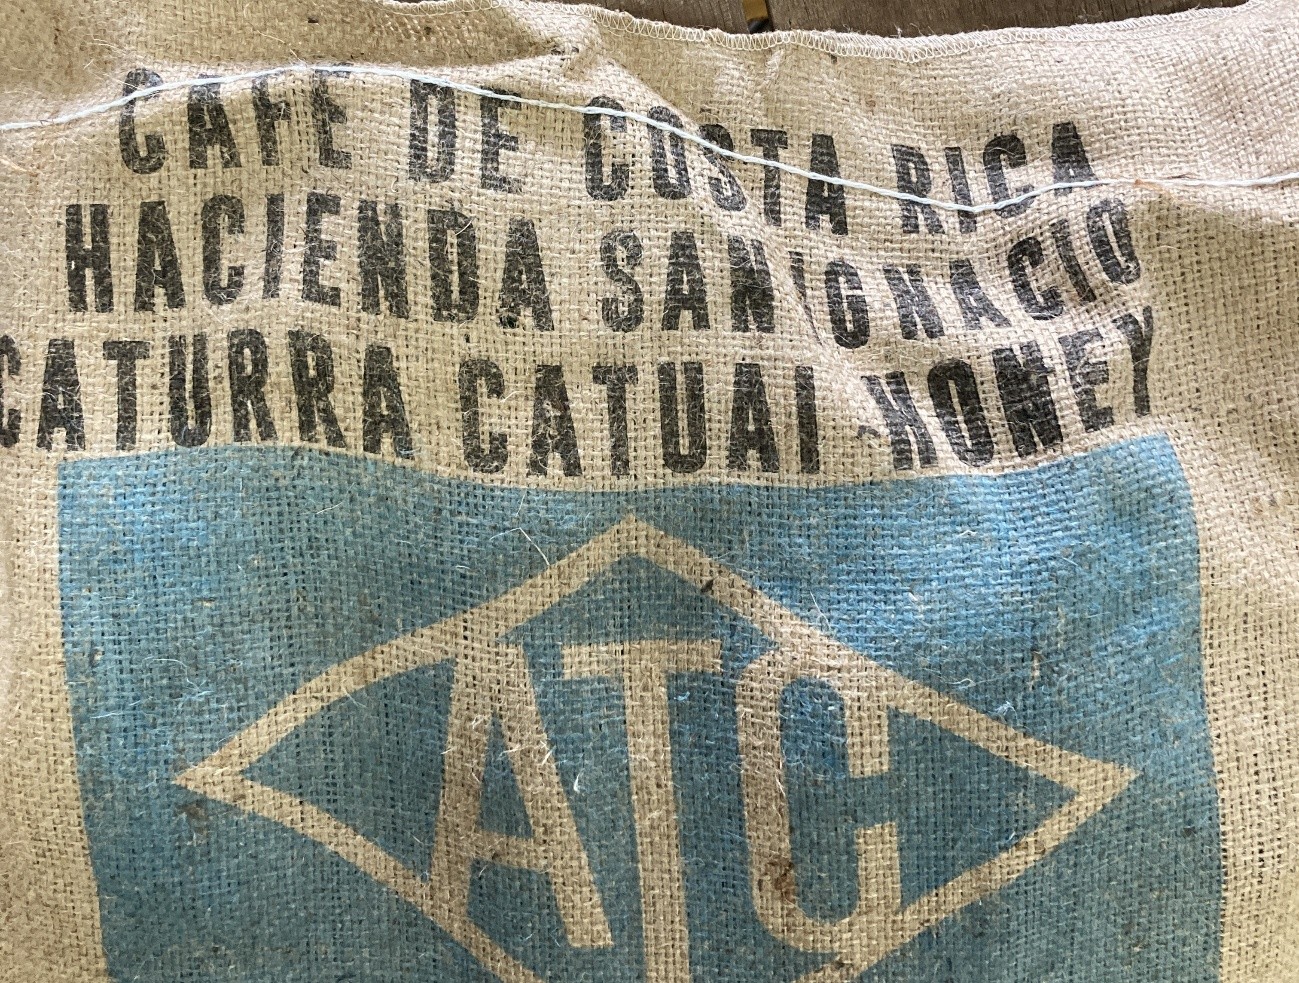 CAFE DE COSTA RICA
HACIENDA SAN IGNACIO
CATURRA CATUAI HONEY
ATC